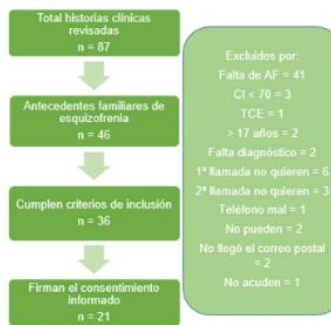 Total historias clínicas
revisadas
n = 87
Antecedentes familiares de
esquizofrenia
n = 46
Cumplen criterios de inclusión
n = 36
Firman el consentimiento
informado
n = 21
Excluidos por:
Falta de AF = 41
CI < 70 = 3
TCE = 1
> 17 años = 2
Falta diagnóstico = 2
1ª llamada no quieren = 6
2ª llamada no quieren = 3
Teléfono mal = 1
No pueden = 2
No llegó el correo postal
= 2
No acuden = 1